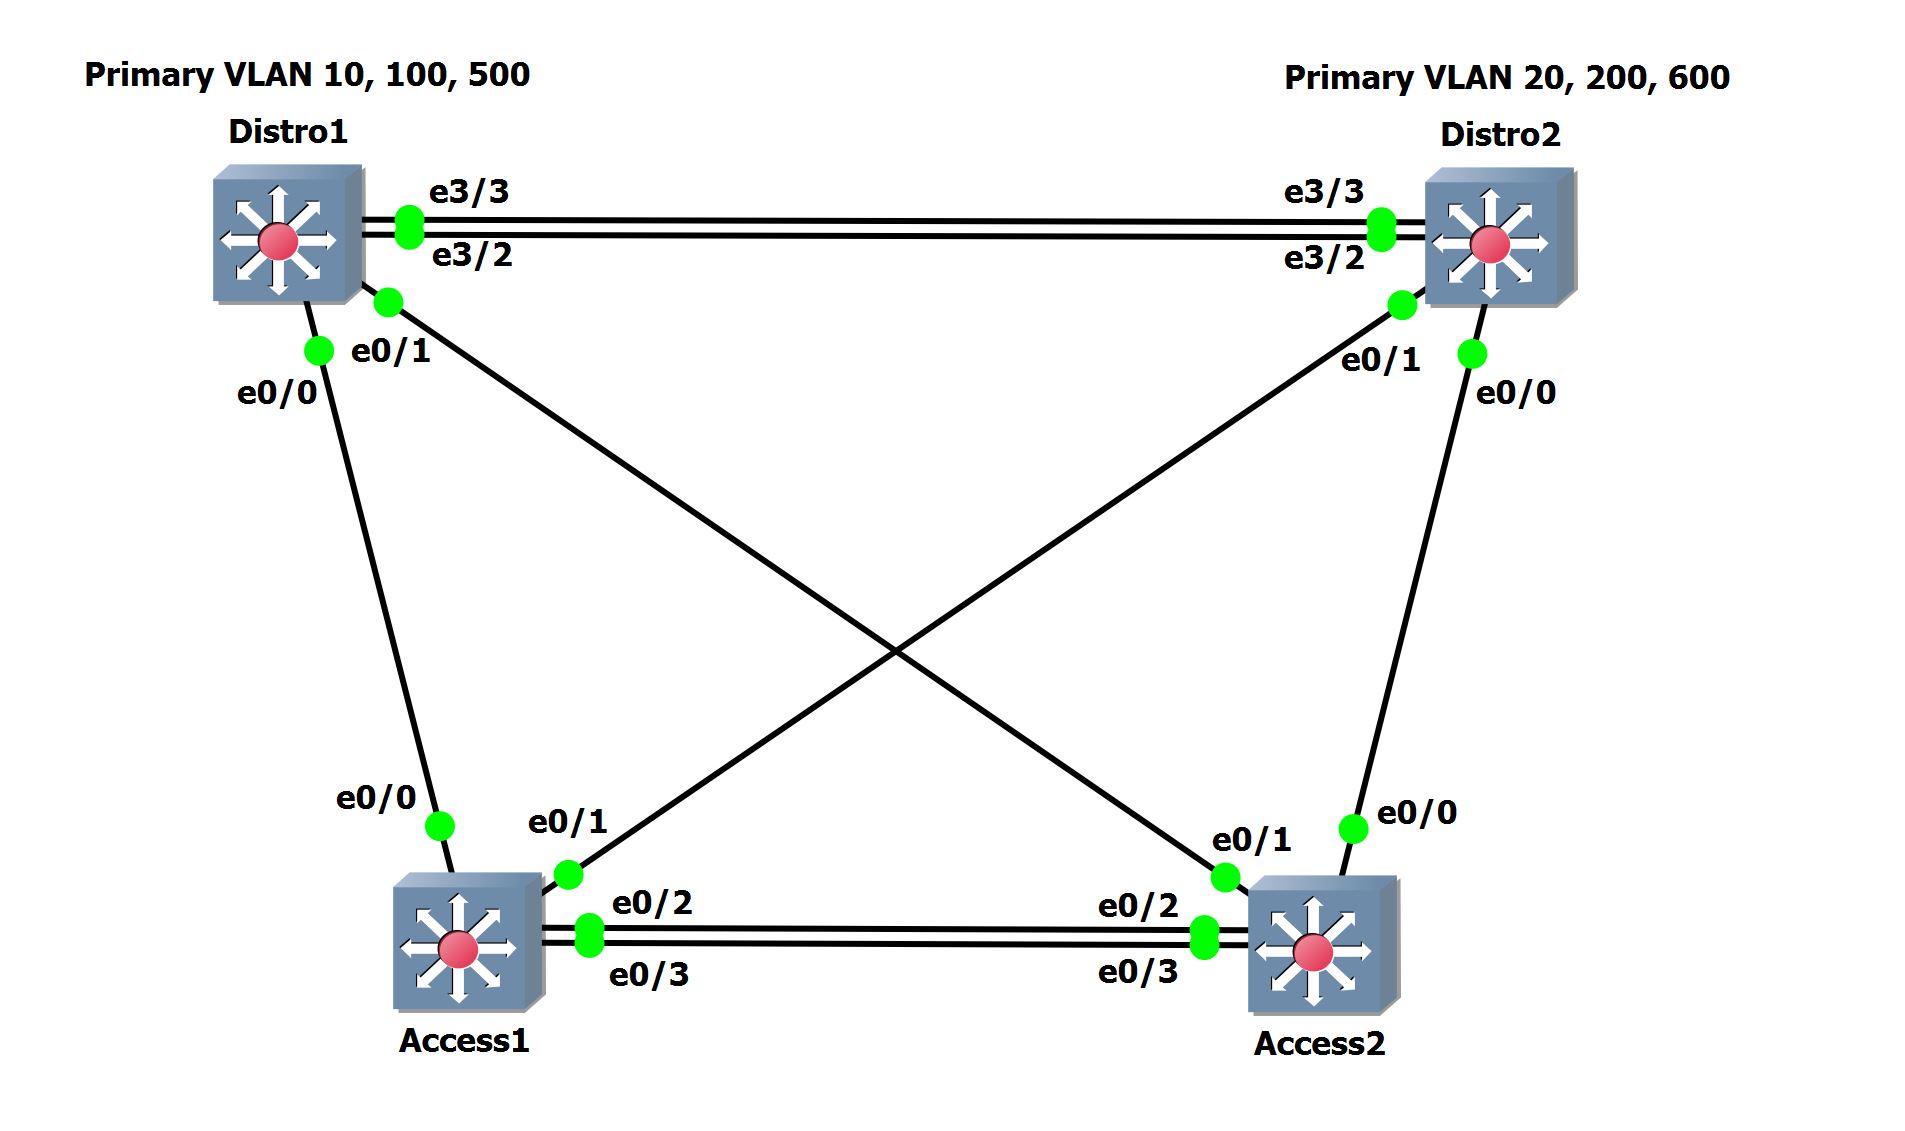 Primary VLAN 10, 100, 500
Primary VLAN 20, 200, 600
Distro1
Distro2
e3/3
e3/3
e3/2
e3/2
e0/1
e0/1
e0/0
e0/0
e0/0
e0/1
e0/1
e0/0
e0/2
e0/2
e0/3
e0/3
Access1
Access2